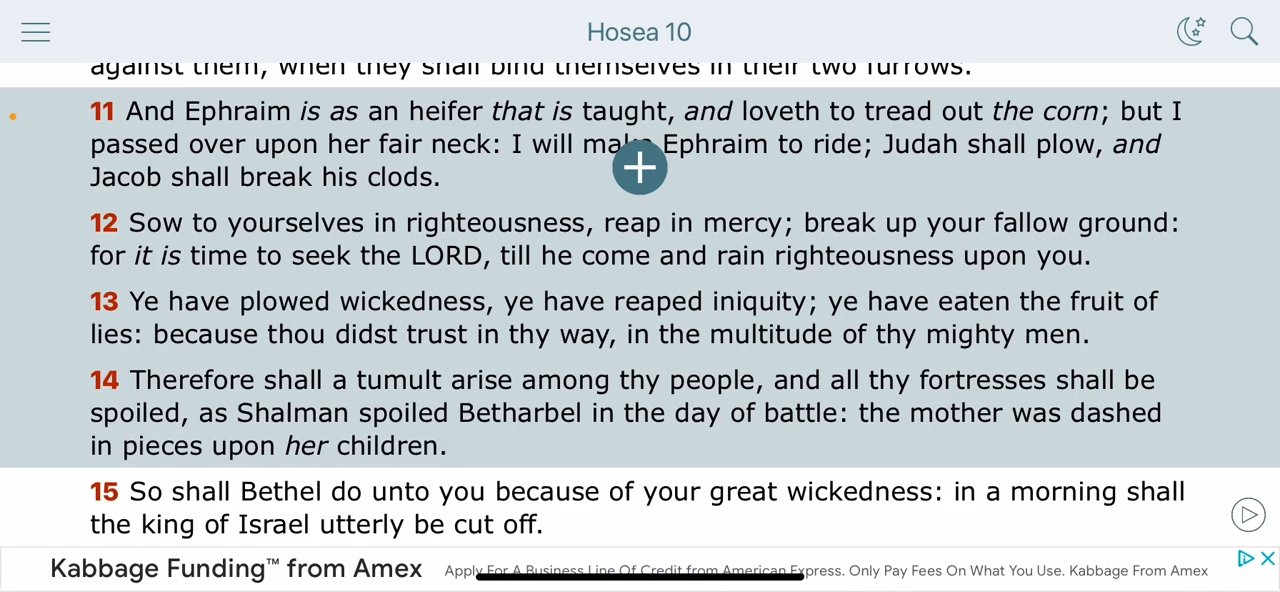 Hosea 10
against them, when they shall bind themselves in their two furrows.
11 And Ephraim is as an heifer that is taught, and loveth to tread out the corn; but I
passed over upon her fair neck: I will make Ephraim to ride; Judah shall plow, and
Jacob shall break his clods.
12 Sow to yourselves in righteousness, reap in mercy; break up your fallow ground:
for it is time to seek the LORD, till he come and rain righteousness upon you.
13 Ye have plowed wickedness, ye have reaped iniquity; ye have eaten the fruit of
lies: because thou didst trust in thy way, in the multitude of thy mighty men.
14 Therefore shall a tumult arise among thy people, and all thy fortresses shall be
spoiled, as Shalman spoiled Betharbel in the day of battle: the mother was dashed
in pieces upon her children.
15 So shall Bethel do unto you because of your great wickedness: in a morning shall
the king of Israel utterly be cut off.
Kabbage Funding™ from Amex
Apply For A Business Line Of Credit from American Express. Only Pay Fees On What You Use. Kabbage From Amex